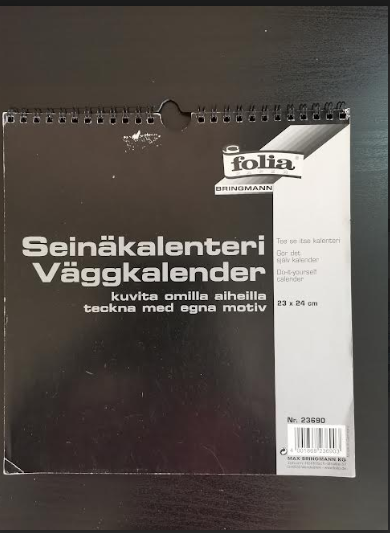 folia
BRINGMANN
Seinäkalenteri
Väggkalender
kuvita omilla aiheilla
teckna med egna motiv
Tee se itse kalenteri
Gör det
själv kalender
Do-it-yourself
calender
23 x 24 cm
Nr. 23690
MAX BRINGMANN KG